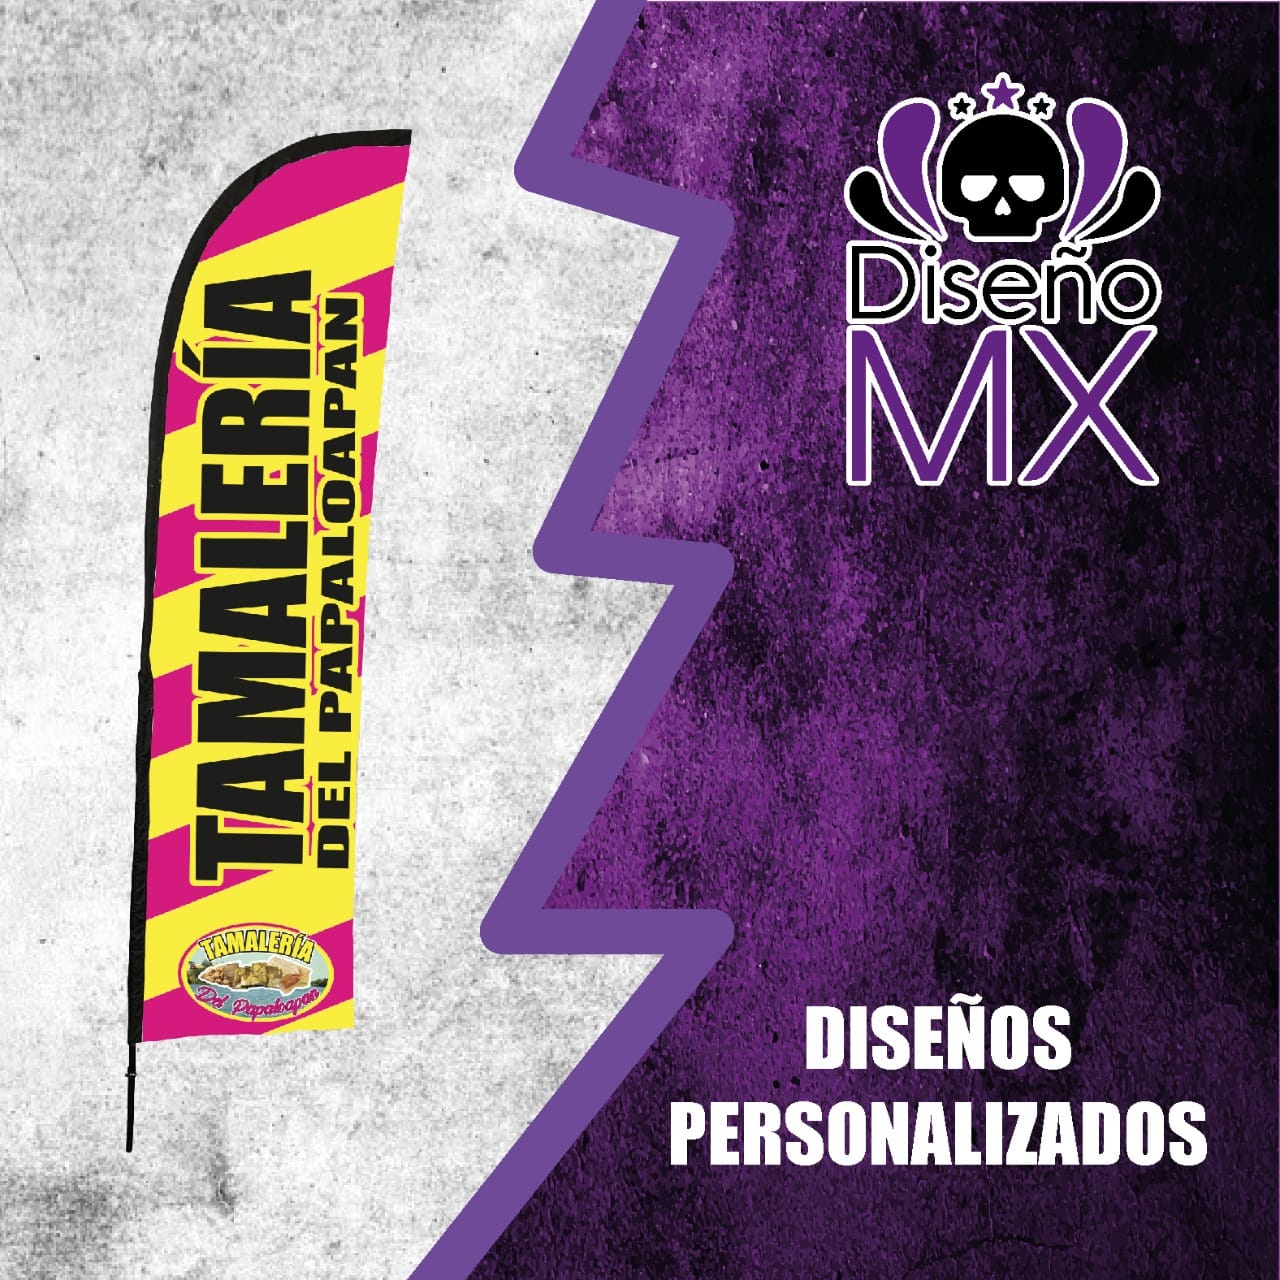 TAMALERÍA
DEL PAPALOAPAN
TAMALERÍA
Del Papaloapan
Diseño
MX
DISEÑOS
PERSONALIZADOS